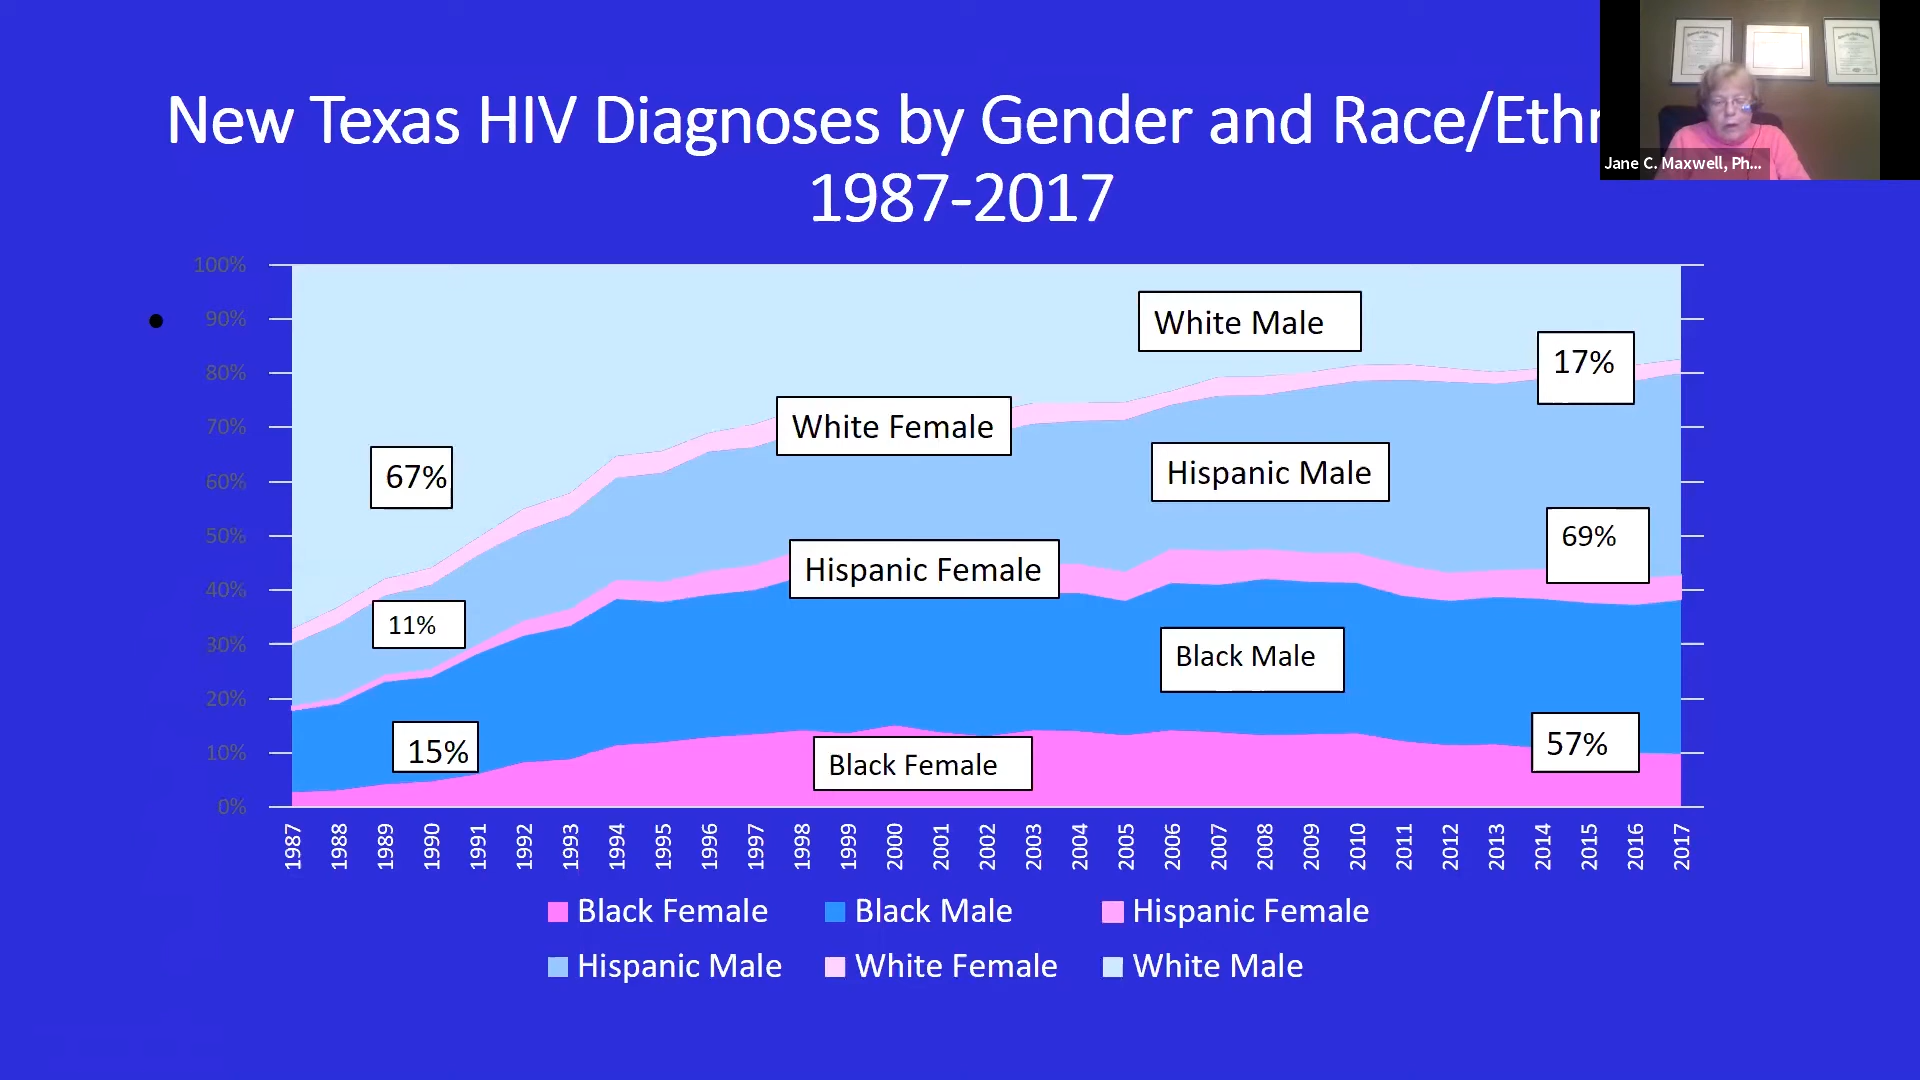 New Texas HIV Diagnoses by Gender and Race/Ethn
1987-2017
Jane C. Maxwell, Ph...
100%
90%
80%
70%
60%
50%
40%
30%
20%
10%
0%
White Male
17%
White Female
67%
Hispanic Male
69%
Hispanic Female
11%
Black Male
15%
57%
Black Female
1987 1988 1989 1990 1991 1992 1993 1994 1995 1996 1997 1998 1999 2000 2001 2002 2003 2004 2005 2006 2007 2008 2009 2010 2011 2012 2013 2014 2015 2016 2017
Black Female Black Male Hispanic Female
Hispanic Male White Female White Male